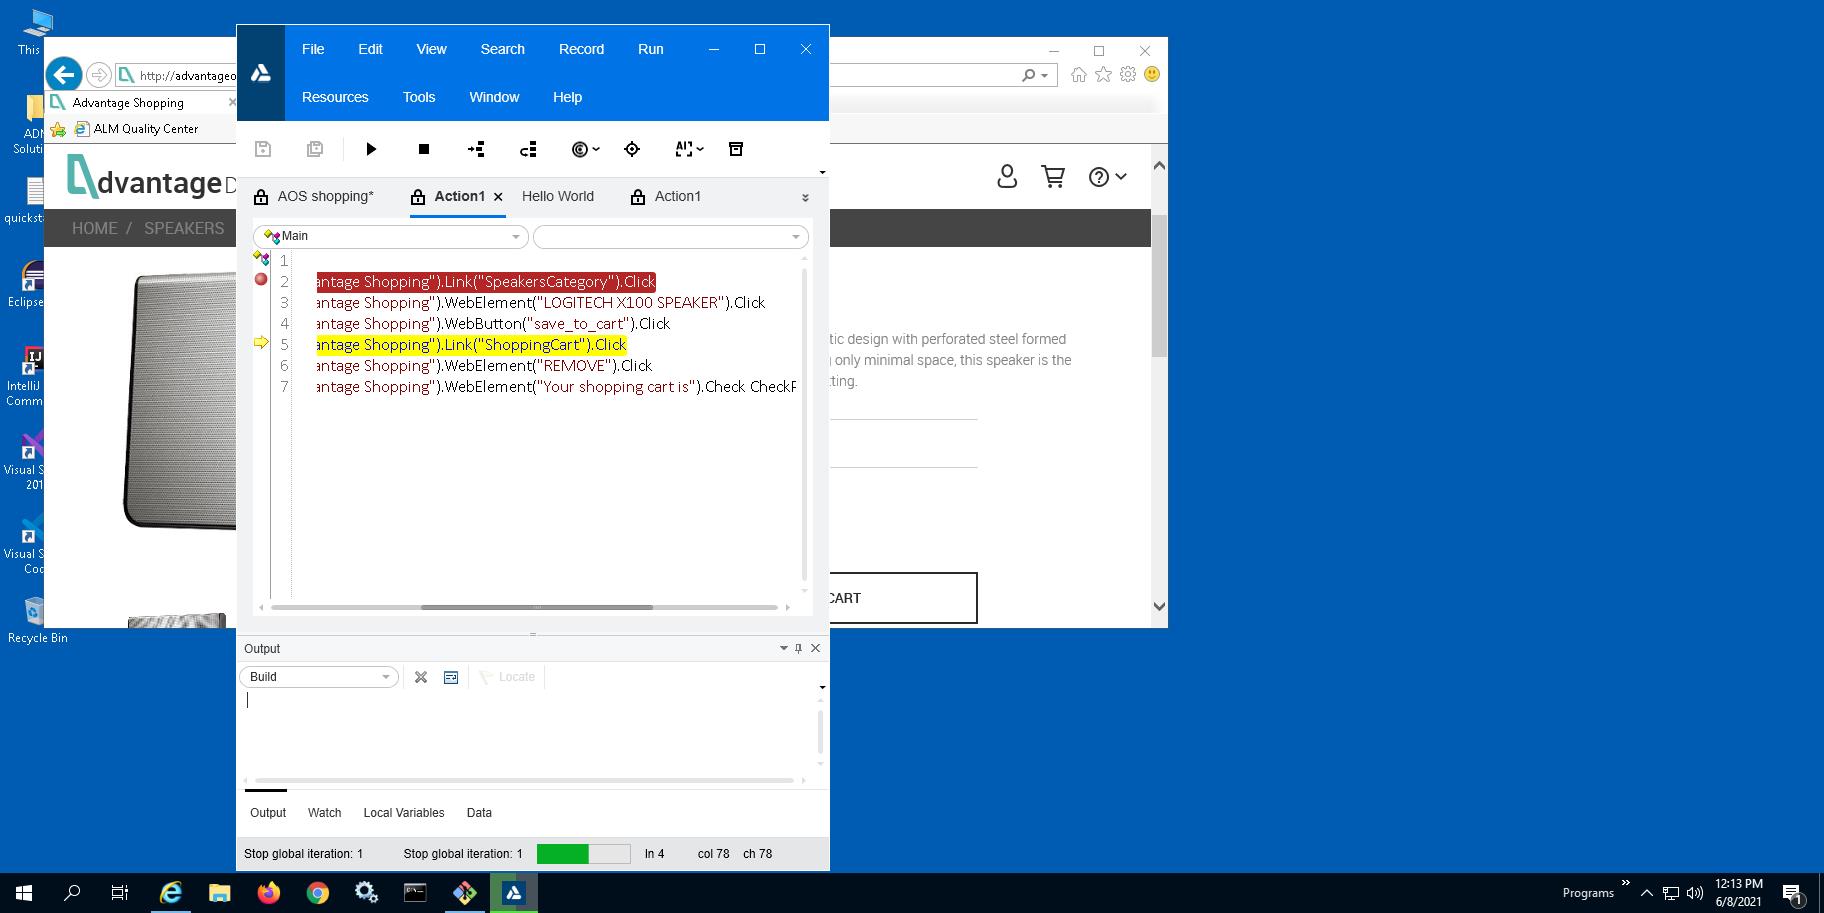 This
File Edit View Search Record Run
http://advantageo
Resources Tools Window Help
Advantage Shopping
ALM Quality Center
Solutio
dvantage
AOS shopping* Action1 Hello World Action1
quicksta
HOME / SPEAKERS
Main
1
2 antage Shopping").Link("SpeakersCategory").Click
3 antage Shopping").WebElement("LOGITECH X100 SPEAKER").Click
4 antage Shopping").WebButton("save_to_cart").Click
5 antage Shopping").Link("ShoppingCart").Click
6 antage Shopping").WebElement("REMOVE").Click
7 antage Shopping").WebElement("Your shopping cart is").Check CheckP
tic design with perforated steel formed
only minimal space, this speaker is the
tting.
Eclipse
IntelliJ
Comm
Visual S
201
Visual S
Coc
CART
Recycle Bin
Output
Build Locate
Output Watch Local Variables Data
Stop global iteration: 1 Stop global iteration: 1 ln 4 col 78 ch 78
Programs
12:13 PM
6/8/2021
1